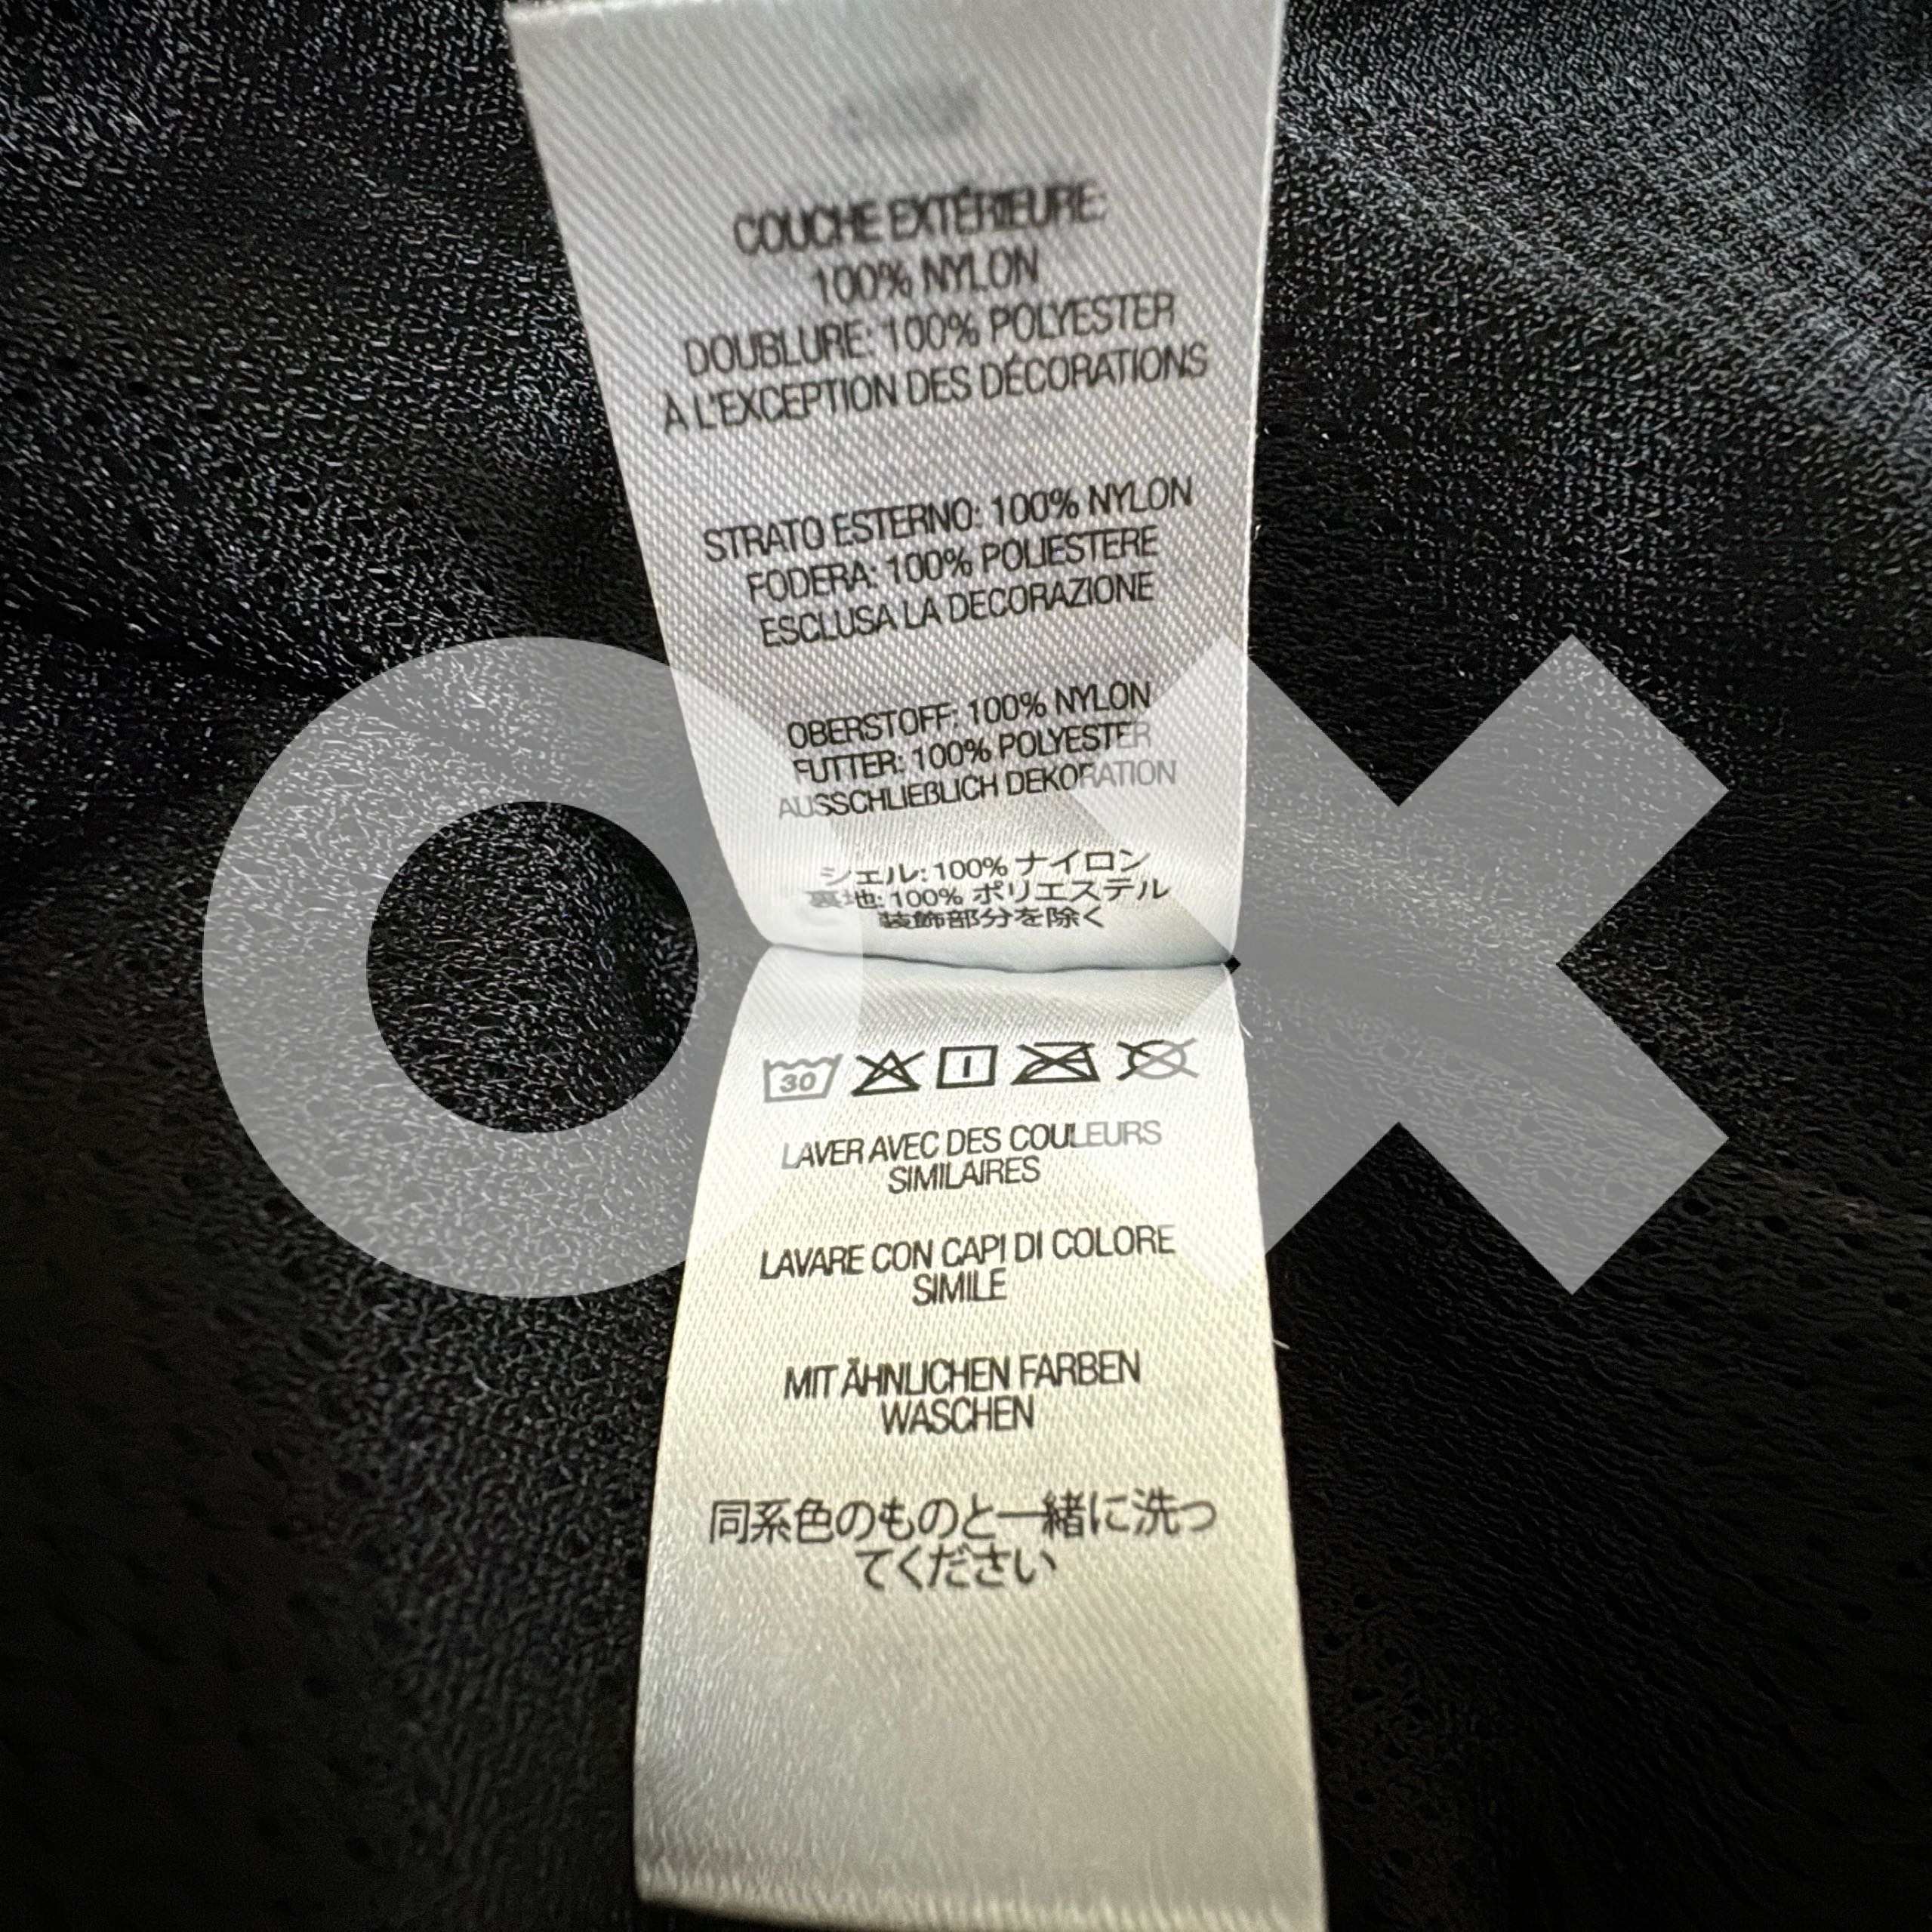 COUCHE EXTÉRIEURE:
100% NYLON
DOUBLURE: 100% POLYESTER
À L'EXCEPTION DES DÉCORATIONS
STRATO ESTERNO: 100% NYLON
FODERA: 100% POLIESTERE
ESCLUSA LA DECORAZIONE
OBERSTOFF: 100% NYLON
FUTTER: 100% POLYESTER
AUSSCHLIEßLICH DEKORATION
シェル: 100% ナイロン
裏地: 100% ポリエステル
装飾部分を除く
OX
30
LAVER AVEC DES COULEURS
SIMILAIRES
LAVARE CON CAPI DI COLORE
SIMILE
MIT ÄHNLICHEN FARBEN
WASCHEN
同系色のものと一緒に洗っ
てください